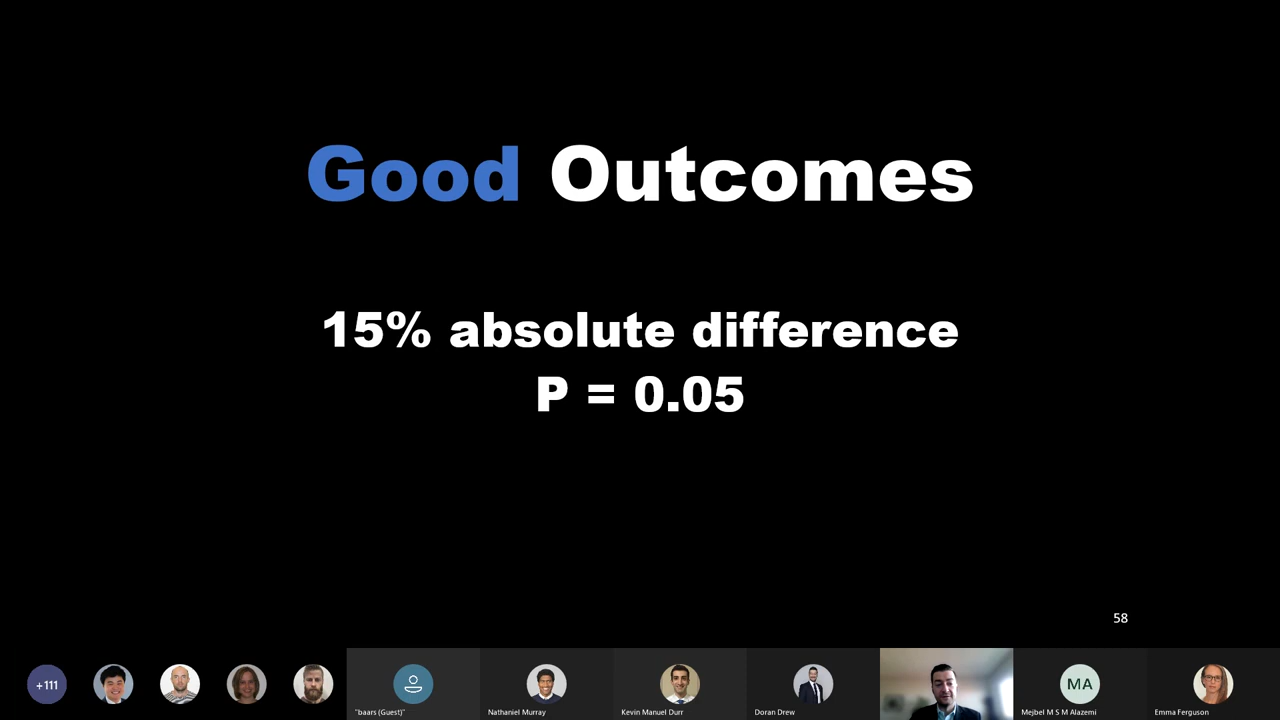 Good Outcomes
15% absolute difference
P = 0.05
58
+111
"baars (Guest)"
Nathaniel Murray
Kevin Manuel Durr
Doran Drew
MA
Mejbel M S M Alazemi
Emma Ferguson